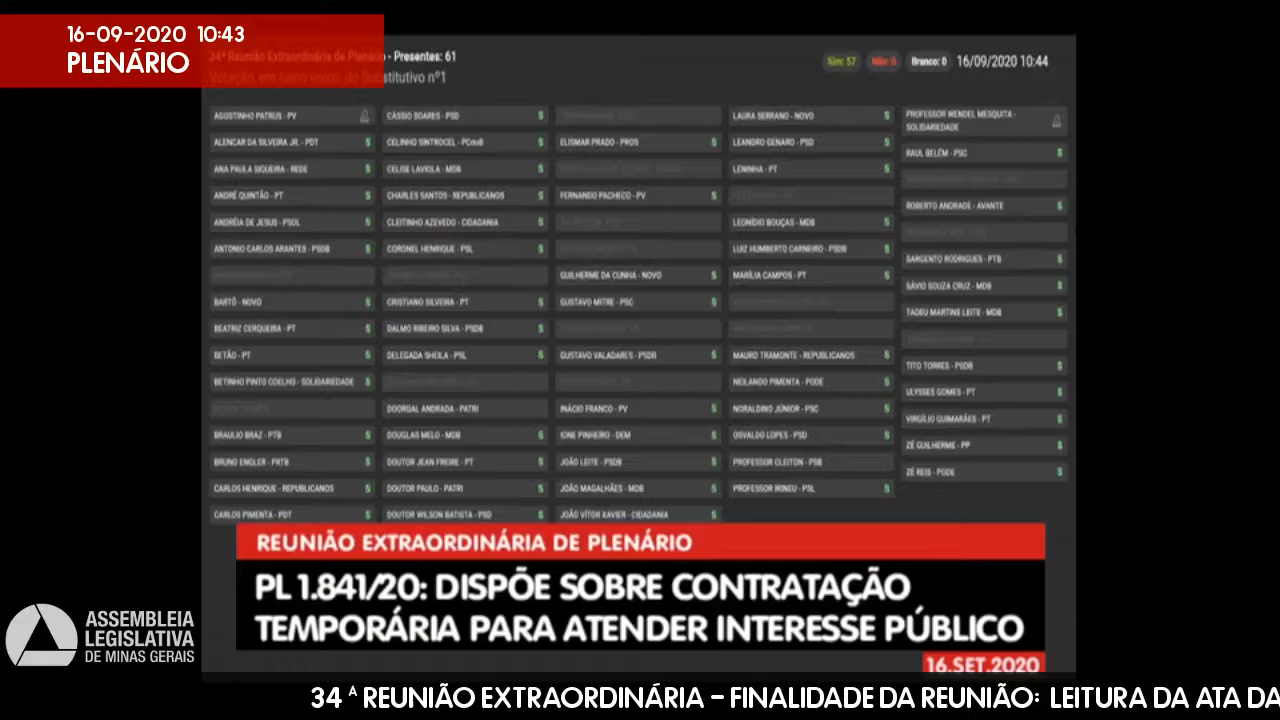 16-09-2020 10:43
PLENÁRIO
34ª Reunião Extraordinária de Plenário - Presentes: 61
Votação, em turno único, do Substitutivo nº1
Sim: 57 Não: 0 Branco: 0 16/09/2020 10:44
AGOSTINHO PATRUS - PV
ALENCAR DA SILVEIRA JR. - PDT S
ANA PAULA SIQUEIRA - REDE S
ANDRÉ QUINTÃO - PT S
ANDRÉIA DE JESUS - PSOL S
ANTONIO CARLOS ARANTES - PSDB S
BARTÔ - NOVO S
BEATRIZ CERQUEIRA - PT S
BETÃO - PT S
BETINHO PINTO COELHO - SOLIDARIEDADE S
BRAULIO BRAZ - PTB S
BRUNO ENGLER - PRTB S
CARLOS HENRIQUE - REPUBLICANOS S
CARLOS PIMENTA - PDT S
CÁSSIO SOARES - PSD S
CELINHO SINTROCEL - PCdoB S
CELISE LAVIOLA - MDB S
CHARLES SANTOS - REPUBLICANOS S
CLEITINHO AZEVEDO - CIDADANIA S
CORONEL HENRIQUE - PSL S
CRISTIANO SILVEIRA - PT S
DALMO RIBEIRO SILVA - PSDB S
DELEGADA SHEILA - PSL S
DOORGAL ANDRADA - PATRI
DOUGLAS MELO - MDB S
DOUTOR JEAN FREIRE - PT S
DOUTOR PAULO - PATRI S
DOUTOR WILSON BATISTA - PSD S
ELISMAR PRADO - PROS S
FERNANDO PACHECO - PV S
GUILHERME DA CUNHA - NOVO S
GUSTAVO MITRE - PSC S
GUSTAVO VALADARES - PSDB S
INÁCIO FRANCO - PV S
IONE PINHEIRO - DEM S
JOÃO LEITE - PSDB S
JOÃO MAGALHÃES - MDB S
JOÃO VÍTOR XAVIER - CIDADANIA S
LAURA SERRANO - NOVO S
LEANDRO GENARO - PSD S
LENINHA - PT S
LEONÍDIO BOUÇAS - MDB S
LUIZ HUMBERTO CARNEIRO - PSDB S
MARÍLIA CAMPOS - PT S
MAURO TRAMONTE - REPUBLICANOS S
NEILANDO PIMENTA - PODE S
NORALDINO JÚNIOR - PSC S
OSVALDO LOPES - PSD S
PROFESSOR CLEITON - PSB
PROFESSOR IRINEU - PSL S
PROFESSOR WENDEL MESQUITA -
SOLIDARIEDADE
RAUL BELÉM - PSC S
ROBERTO ANDRADE - AVANTE S
SARGENTO RODRIGUES - PTB S
SÁVIO SOUZA CRUZ - MDB S
TADEU MARTINS LEITE - MDB S
TITO TORRES - PSDB S
ULYSSES GOMES - PT S
VIRGÍLIO GUIMARÃES - PT S
ZÉ GUILHERME - PP S
ZÉ REIS - PODE S
REUNIÃO EXTRAORDINÁRIA DE PLENÁRIO
PL 1.841/20: DISPÕE SOBRE CONTRATAÇÃO
TEMPORÁRIA PARA ATENDER INTERESSE PÚBLICO
16.SET.2020
ASSEMBLEIA
LEGISLATIVA
DE MINAS GERAIS
34 ª REUNIÃO EXTRAORDINÁRIA – FINALIDADE DA REUNIÃO: LEITURA DA ATA DA